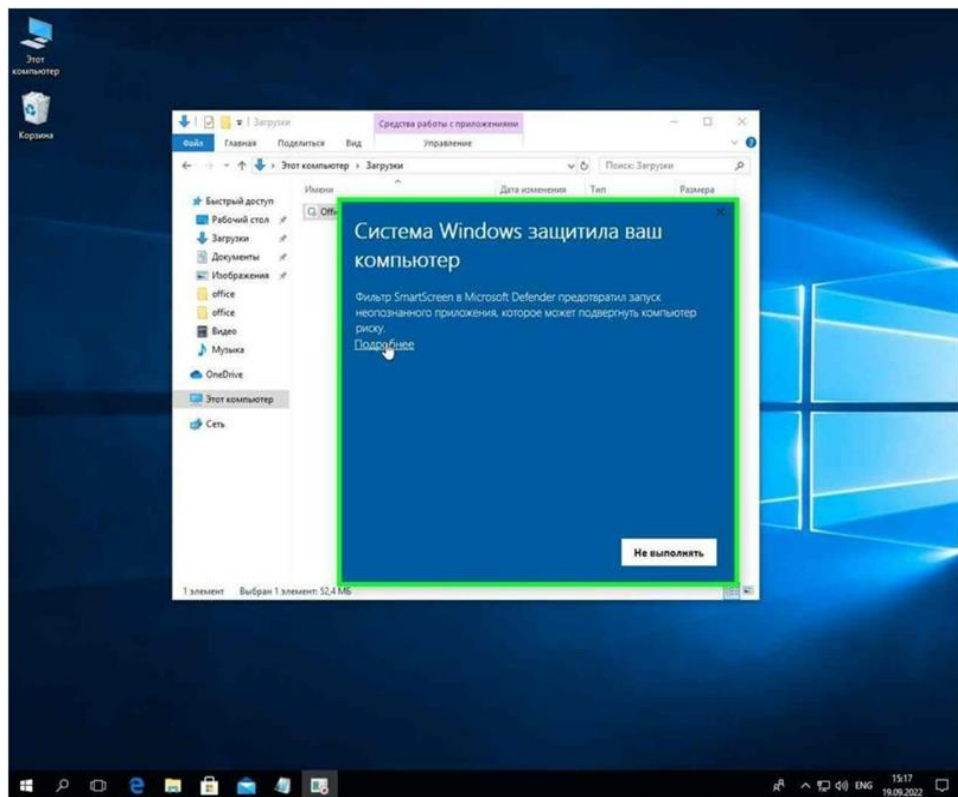 Этот
компьютер
Корзина
Загрузки
Средства работы с приложениями
Файл Главная Поделиться Вид Управление
Этот компьютер › Загрузки
Поиск: Загрузки
Имени Дата изменения Тип Размера
Быстрый доступ
Рабочий стол
Загрузки
Документы
Изображения
office
office
Видео
Музыка
OneDrive
Этот компьютер
Сеть
Система Windows защитила ваш
компьютер
Фильтр SmartScreen в Microsoft Defender предотвратил запуск
неопознанного приложения, которое может подвергнуть компьютер
риску.
Подробнее
Не выполнять
1 элемент Выбран 1 элемент: 52,4 МБ
ENG
15:17
19.09.2022